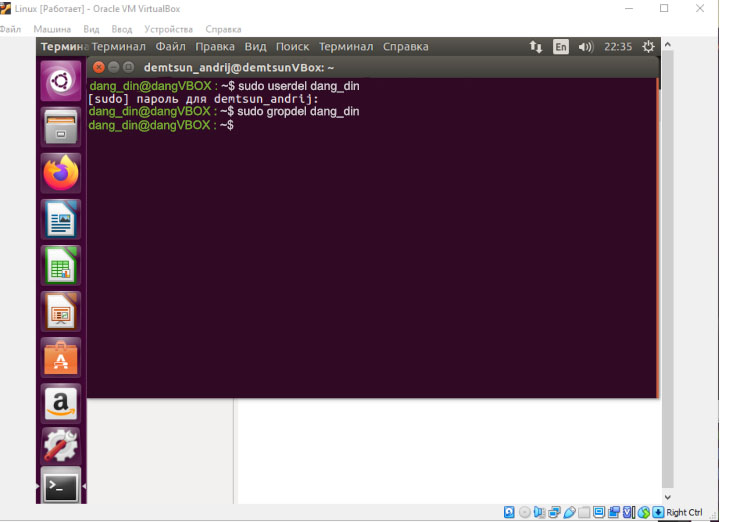 Linux [Работает] - Oracle VM VirtualBox
Файл Машина Вид Ввод Устройства Справка
Термина Терминал Файл Правка Вид Поиск Терминал Справка En 22:35
demtsun_andrij@demtsunVBox: ~
dang_din@dangVBOX : ~$ sudo userdel dang_din
[sudo] пароль для demtsun_andrij:
dang_din@dangVBOX : ~$ sudo gropdel dang_din
dang_din@dangVBOX : ~$
Right Ctrl